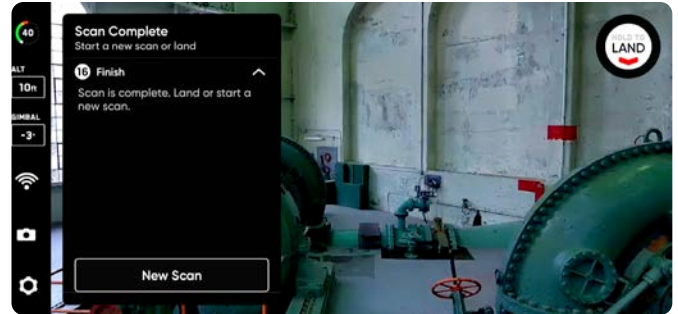 40
ALT
10ft
GIMBAL
-3°
Scan Complete
Start a new scan or land
16 Finish
Scan is complete. Land or start a
new scan.
New Scan
HOLD TO
LAND